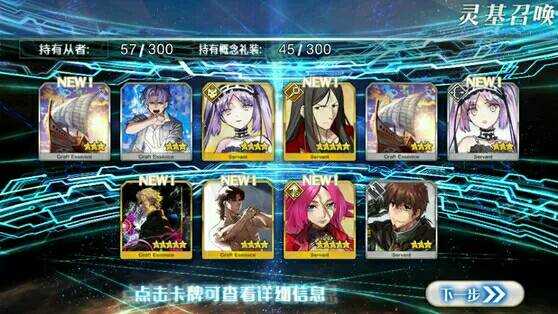 灵基召唤
持有从者: 57/300 持有概念礼装: 45/300
NEW! NEW! NEW! NEW!
Craft Essence Craft Essence Servant Servant Craft Essence Servant
NEW! NEW! NEW!
Craft Essence Servant Servant Servant
点击卡牌可查看详细信息
下一步